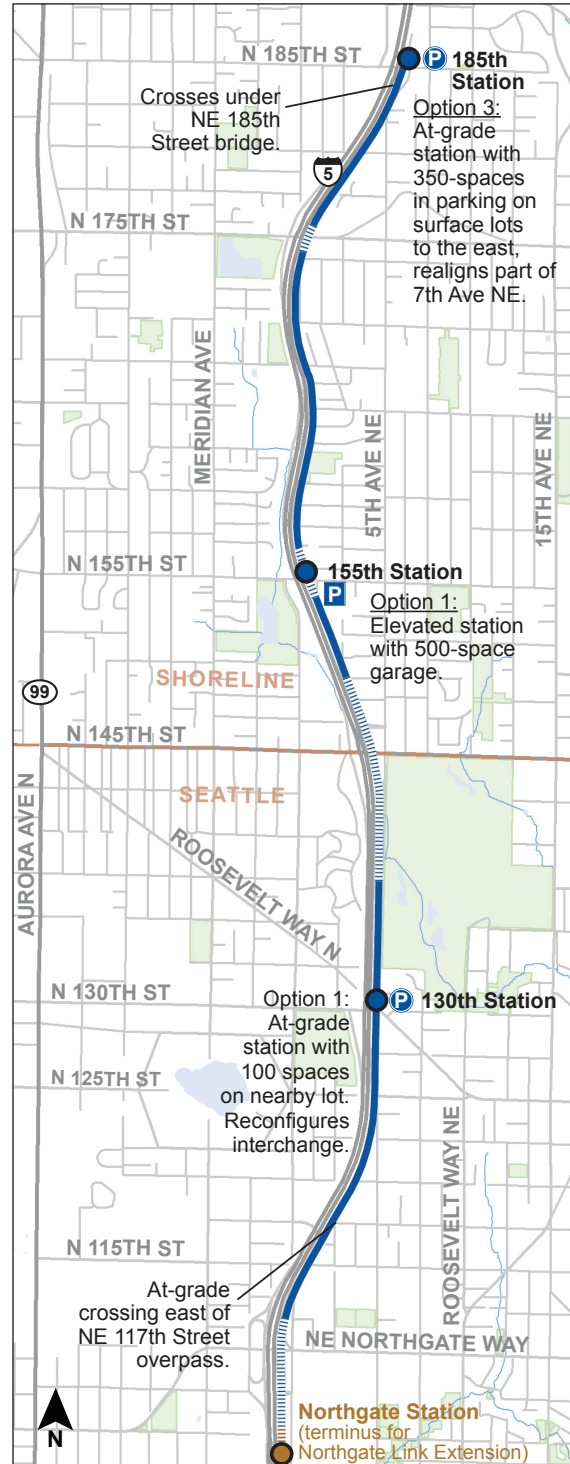 N 185TH ST
P 185th
Station
Crosses under
NE 185th
Street bridge.
Option 3:
At-grade
station with
350-spaces
in parking on
surface lots
to the east,
realigns part of
7th Ave NE.
5
N 175TH ST
MERIDIAN AVE
5TH AVE NE
15TH AVE NE
N 155TH ST
155th Station
P
Option 1:
Elevated station
with 500-space
garage.
SHORELINE
99
N 145TH ST
SEATTLE
AURORA AVE N
ROOSEVELT WAY N
N 130TH ST
P 130th Station
Option 1:
At-grade
station with
100 spaces
on nearby lot.
Reconfigures
interchange.
N 125TH ST
ROOSEVELT WAY NE
N 115TH ST
At-grade
crossing east of
NE 117th Street
overpass.
NE NORTHGATE WAY
N
Northgate Station
(terminus for
Northgate Link Extension)